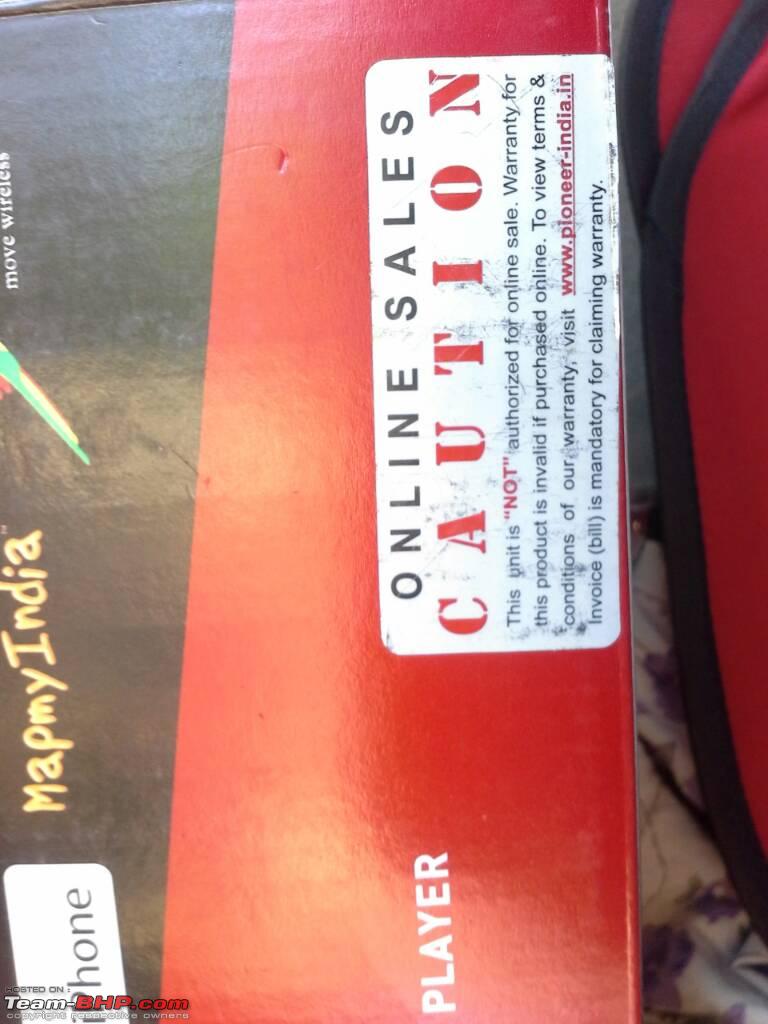 move wireless
MapmyIndia
iPhone
ONLINE SALES
CAUTION
This unit is "NOT" authorized for online sale. Warranty for
this product is invalid if purchased online. To view terms &
conditions of our warranty, visit www.pioneer-india.in
Invoice (bill) is mandatory for claiming warranty.
PLAYER
HOSTED ON :
Team-BHP.com
copyright respective owners